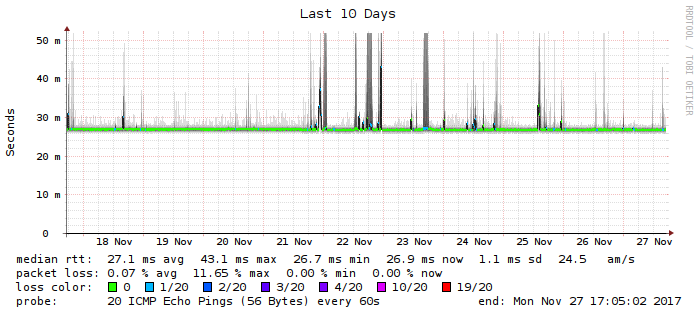 Last 10 Days
RRDTOOL / TOBI OETIKER
Seconds
50 m
40 m
30 m
20 m
10 m
0
18 Nov 19 Nov 20 Nov 21 Nov 22 Nov 23 Nov 24 Nov 25 Nov 26 Nov 27 Nov
median rtt: 27.1 ms avg 43.1 ms max 26.7 ms min 26.9 ms now 1.1 ms sd 24.5 am/s
packet loss: 0.07 % avg 11.65 % max 0.00 % min 0.00 % now
loss color: 0 1/20 2/20 3/20 4/20 10/20 19/20
probe: 20 ICMP Echo Pings (56 Bytes) every 60s end: Mon Nov 27 17:05:02 2017